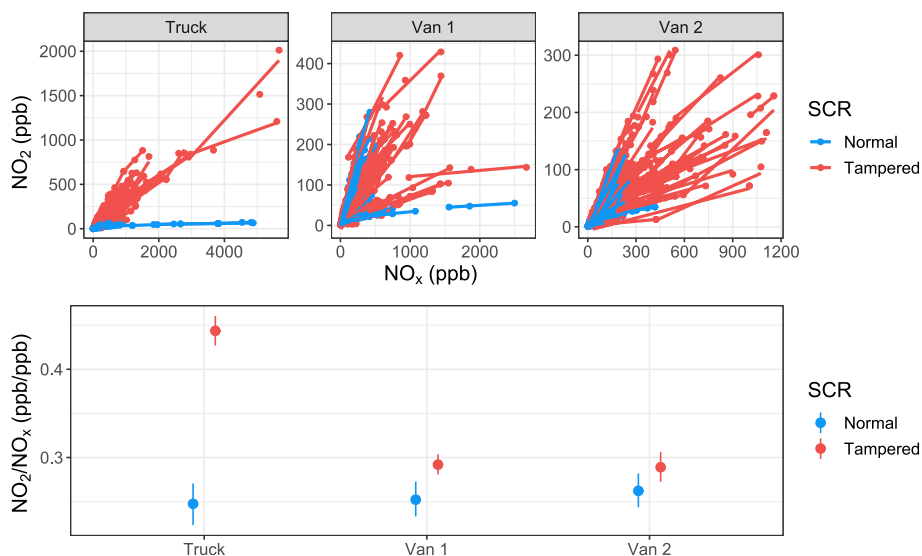 Truck
Van 1
Van 2
NO₂ (ppb)
2000
1500
1000
500
0
0
2000
4000
400
300
200
100
0
0
1000
2000
300
200
100
0
0
300
600
900
1200
NOₓ (ppb)
SCR
Normal
Tampered
NO₂/NOₓ (ppb/ppb)
0.4
0.3
Truck
Van 1
Van 2
SCR
Normal
Tampered